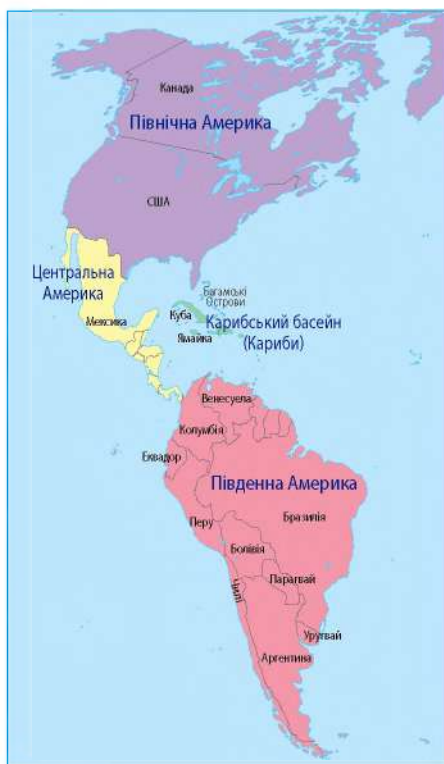 Канада
Північна Америка
США
Центральна
Америка
Мексика
Багамські
Острови
Куба
Ямайка
Карибський басейн
(Кариби)
Венесуела
Колумбія
Еквадор
Південна Америка
Перу
Бразилія
Болівія
Парагвай
Чилі
Уругвай
Аргентина